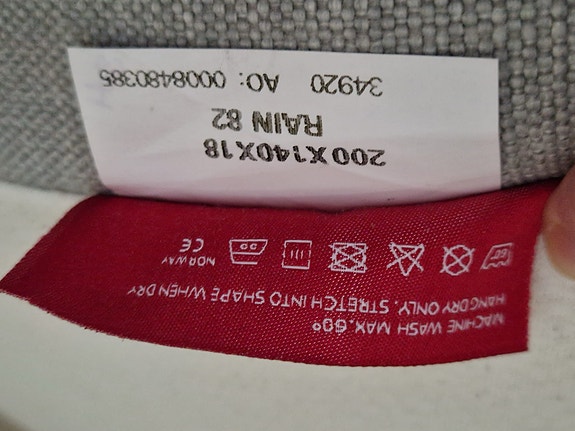 200X140X18
RAIN 82
34920 AO: 0008480385
MACHINE WASH MAX. 60°
HANG DRY ONLY. STRETCH INTO SHAPE WHEN DRY
60°
NORWAY
CE